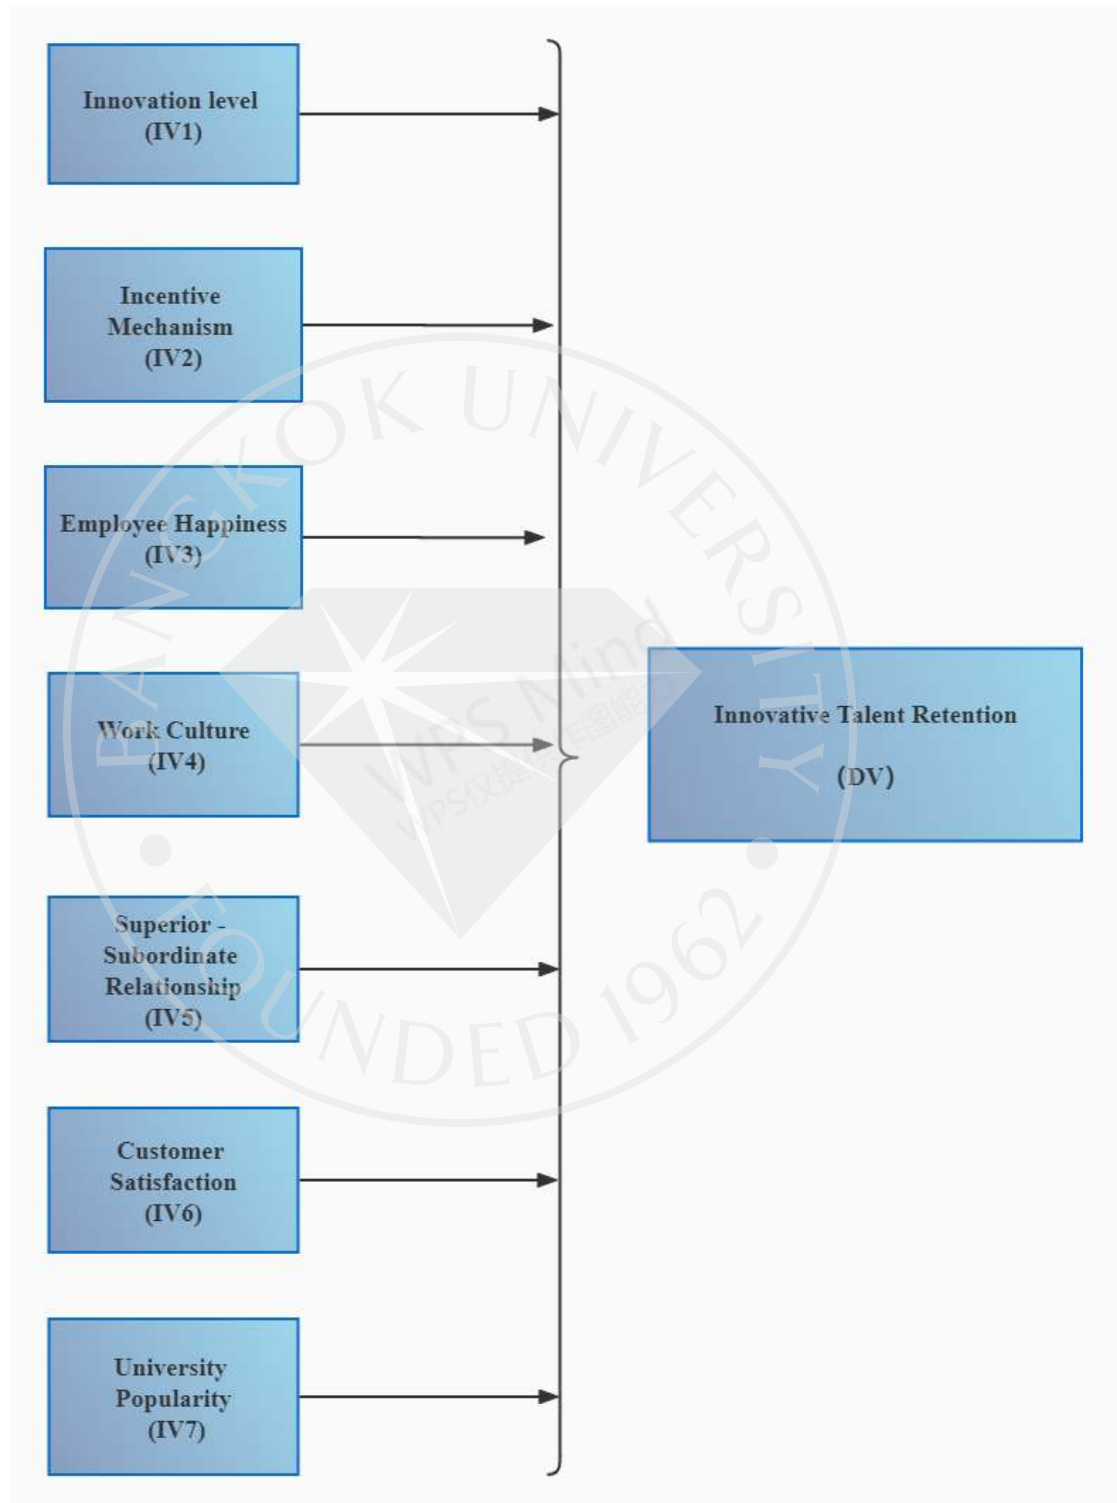 Innovation level
(IV1)
Incentive
Mechanism
(IV2)
Employee Happiness
(IV3)
Work Culture
(IV4)
Superior -
Subordinate
Relationship
(IV5)
Customer
Satisfaction
(IV6)
University
Popularity
(IV7)
Innovative Talent Retention
（DV）
BANGKOK UNIVERSITY
FOUNDED 1962
WPS Mind